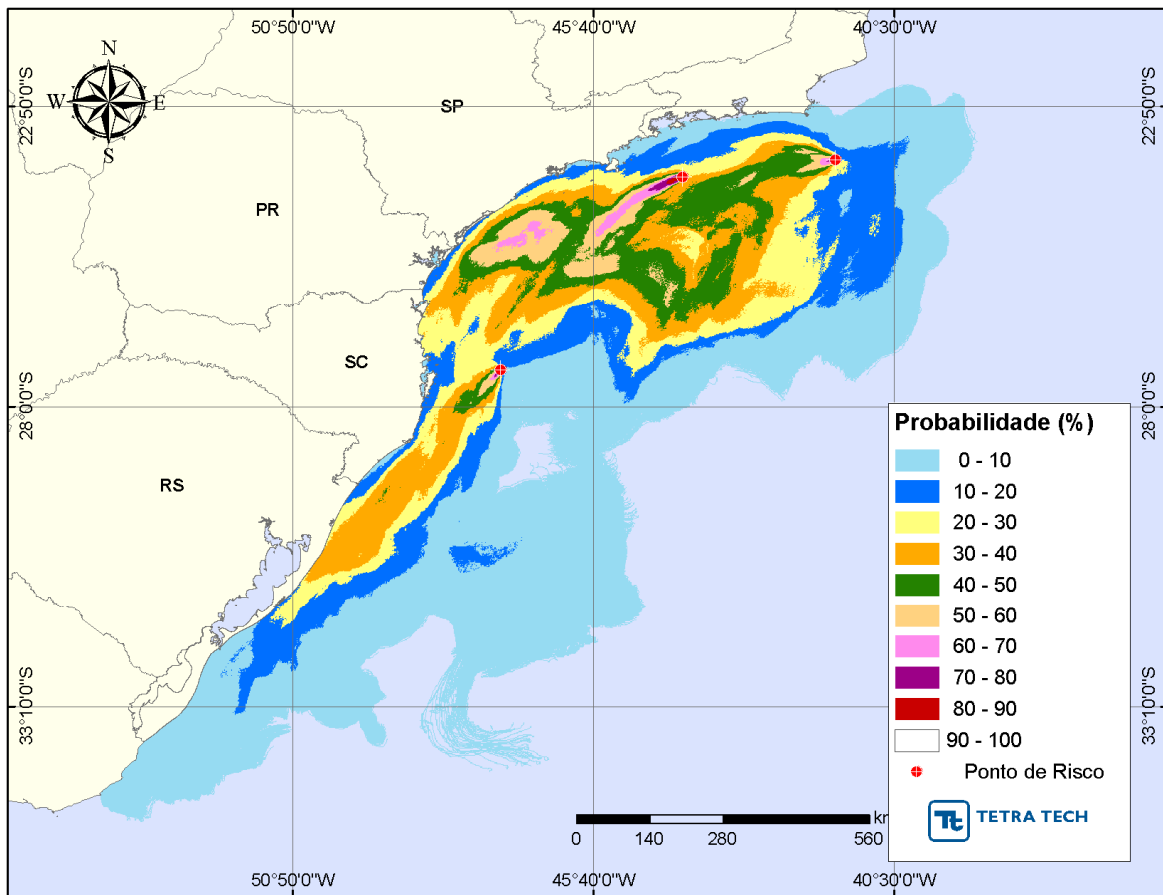 50°50'0"W 45°40'0"W 40°30'0"W
N
W E
S
22°50'0"S 22°50'0"S
SP
PR
SC
28°0'0"S 28°0'0"S
RS
33°10'0"S 33°10'0"S
Probabilidade (%)
0 - 10
10 - 20
20 - 30
30 - 40
40 - 50
50 - 60
60 - 70
70 - 80
80 - 90
90 - 100
Ponto de Risco
Tt TETRA TECH
km
0 140 280 560
50°50'0"W 45°40'0"W 40°30'0"W